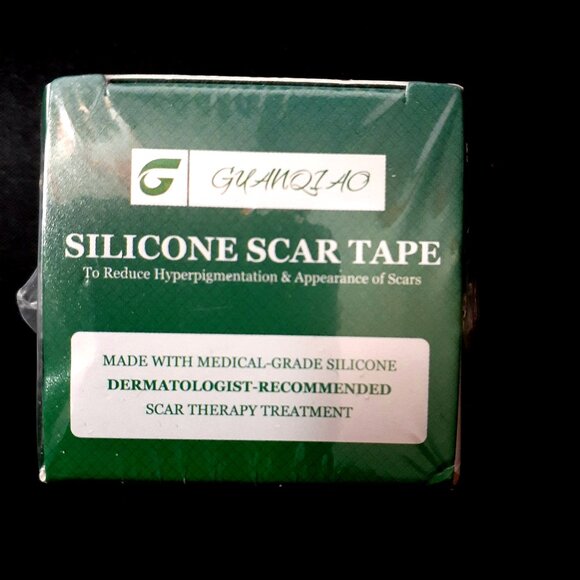 G GUANQIAO
SILICONE SCAR TAPE
To Reduce Hyperpigmentation & Appearance of Scars
MADE WITH MEDICAL-GRADE SILICONE
DERMATOLOGIST-RECOMMENDED
SCAR THERAPY TREATMENT